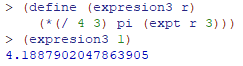 > (define (expresion3 r)
    (*(/ 4 3) pi (expt r 3)))
> (expresion3 1)
4.1887902047863905